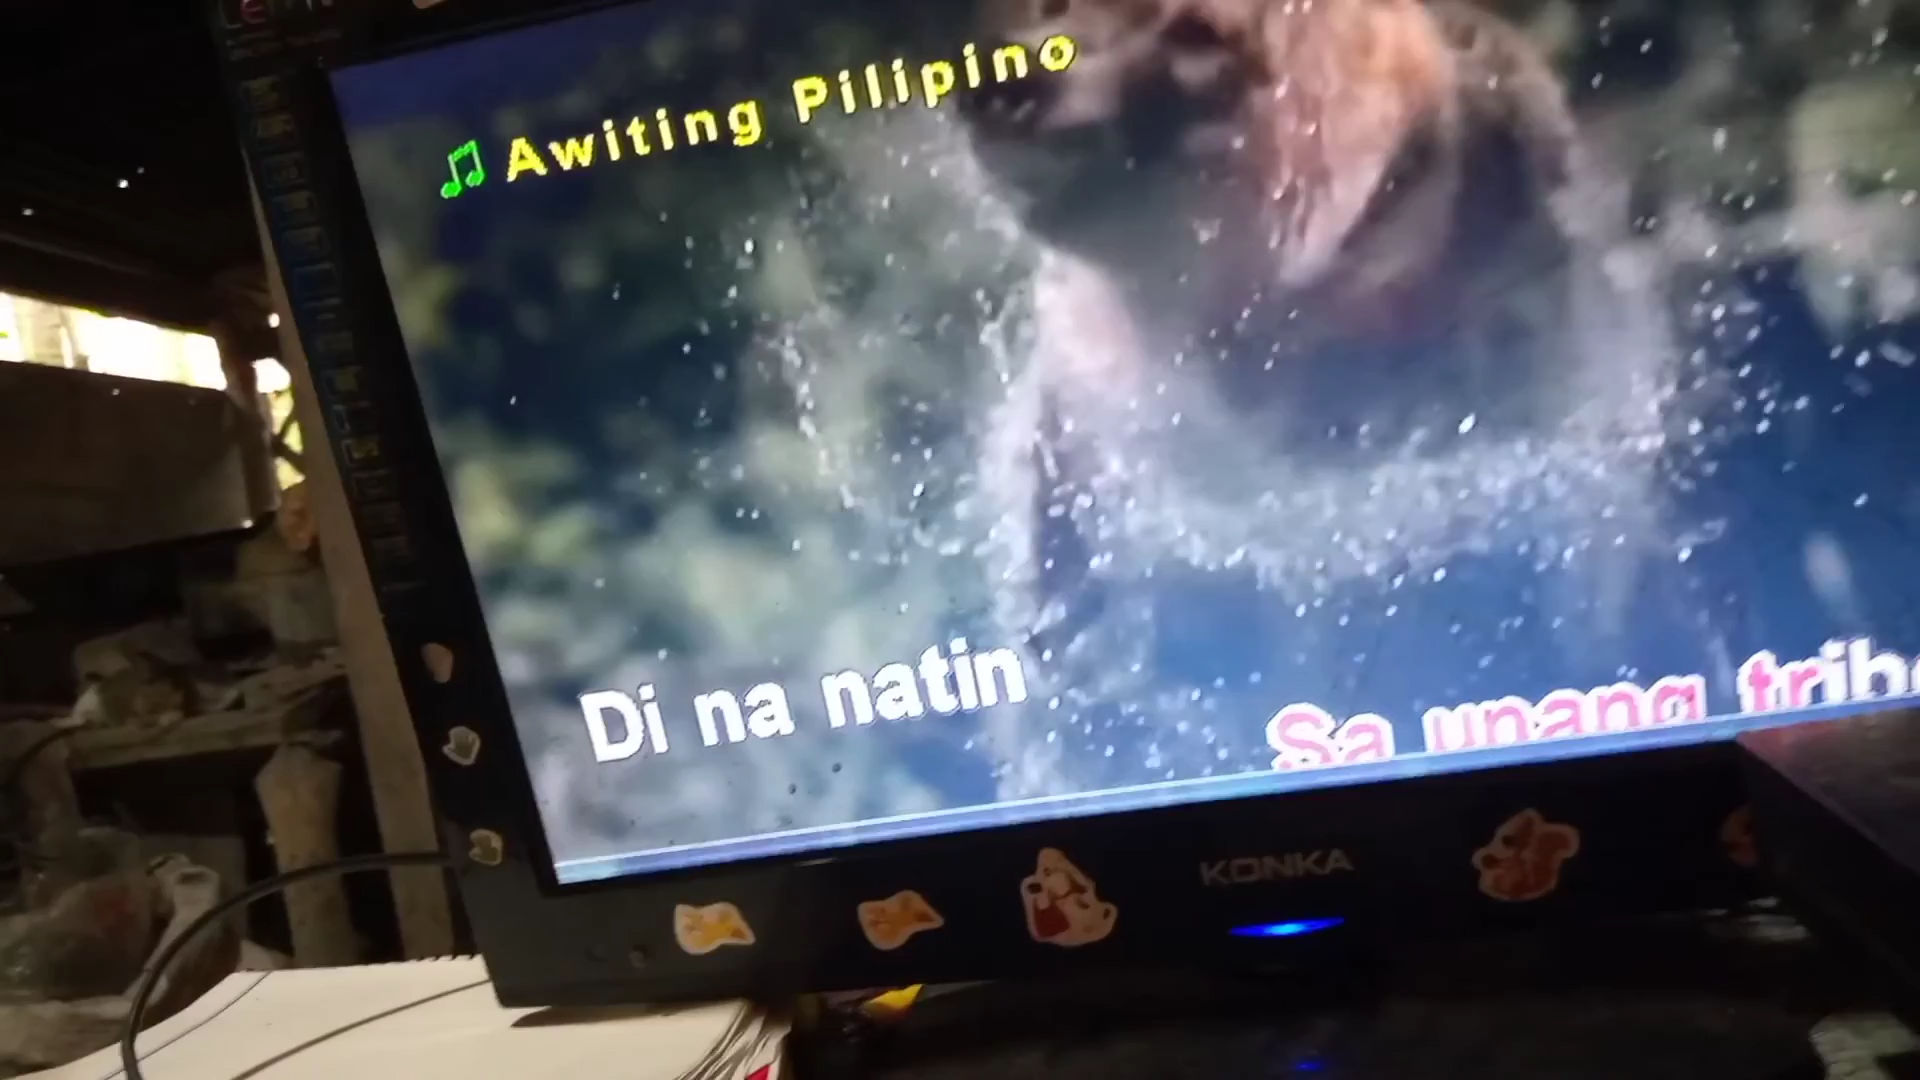 ♫ Awiting Pilipino
Di na natin
Sa unang
KONKA